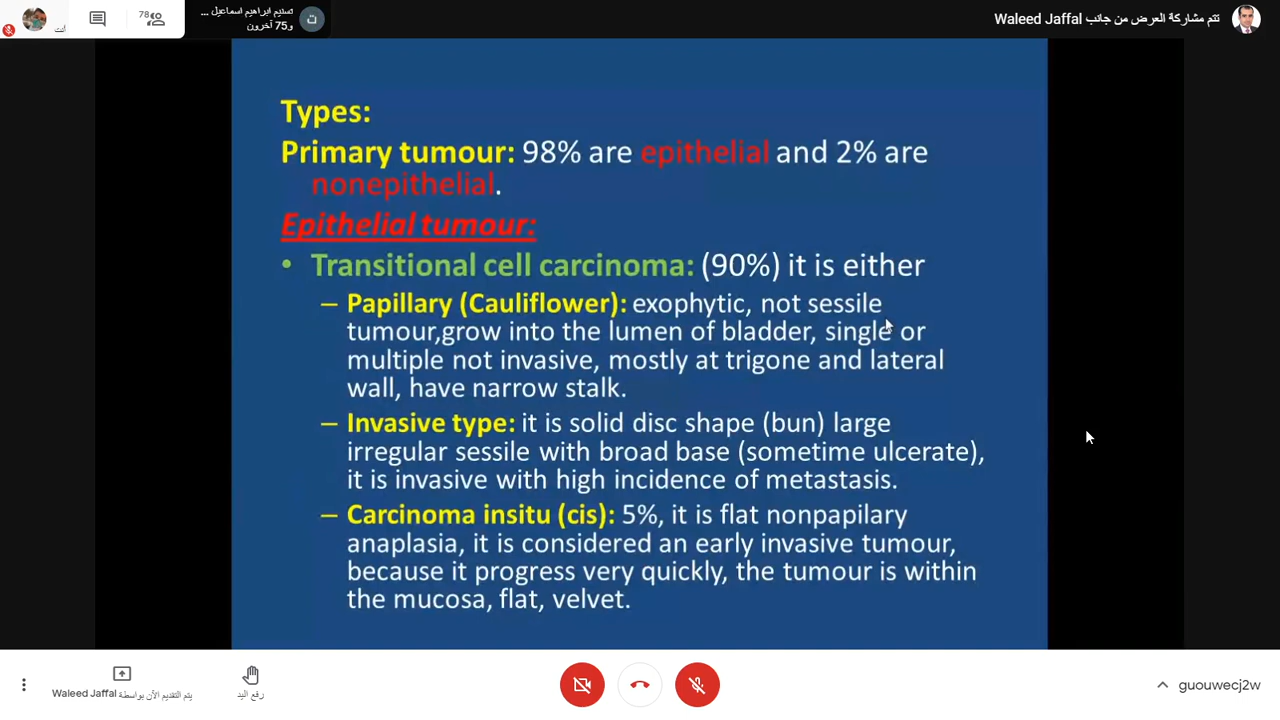 تسنيم ابراهيم اسماعيل ...
و75 آخرون
ت
78
أنت
تتم مشاركة العرض من جانب Waleed Jaffal
Types:
Primary tumour: 98% are epithelial and 2% are
nonepithelial.
Epithelial tumour:
• Transitional cell carcinoma: (90%) it is either
– Papillary (Cauliflower): exophytic, not sessile
tumour,grow into the lumen of bladder, single or
multiple not invasive, mostly at trigone and lateral
wall, have narrow stalk.
– Invasive type: it is solid disc shape (bun) large
irregular sessile with broad base (sometime ulcerate),
it is invasive with high incidence of metastasis.
– Carcinoma insitu (cis): 5%, it is flat nonpapilary
anaplasia, it is considered an early invasive tumour,
because it progress very quickly, the tumour is within
the mucosa, flat, velvet.
يتم التقديم الآن بواسطة Waleed Jaffal
رفع اليد
guouwecj2w